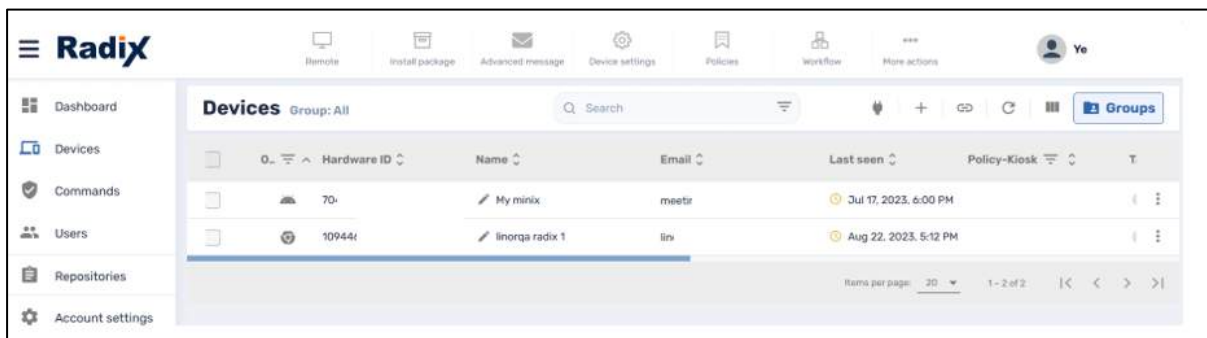 Radix
Remote
Install package
Advanced message
Device settings
Policies
Workflow
More actions
Ye
Dashboard
Devices
Commands
Users
Repositories
Account settings
Devices Group: All
Search
Groups
O.. Hardware ID Name Email Last seen Policy-Kiosk T
70 My minix meetin Jul 17, 2023, 6:00 PM
10944 linorqa radix 1 lin Aug 22, 2023, 5:12 PM
Items per page: 20 1 - 2 of 2